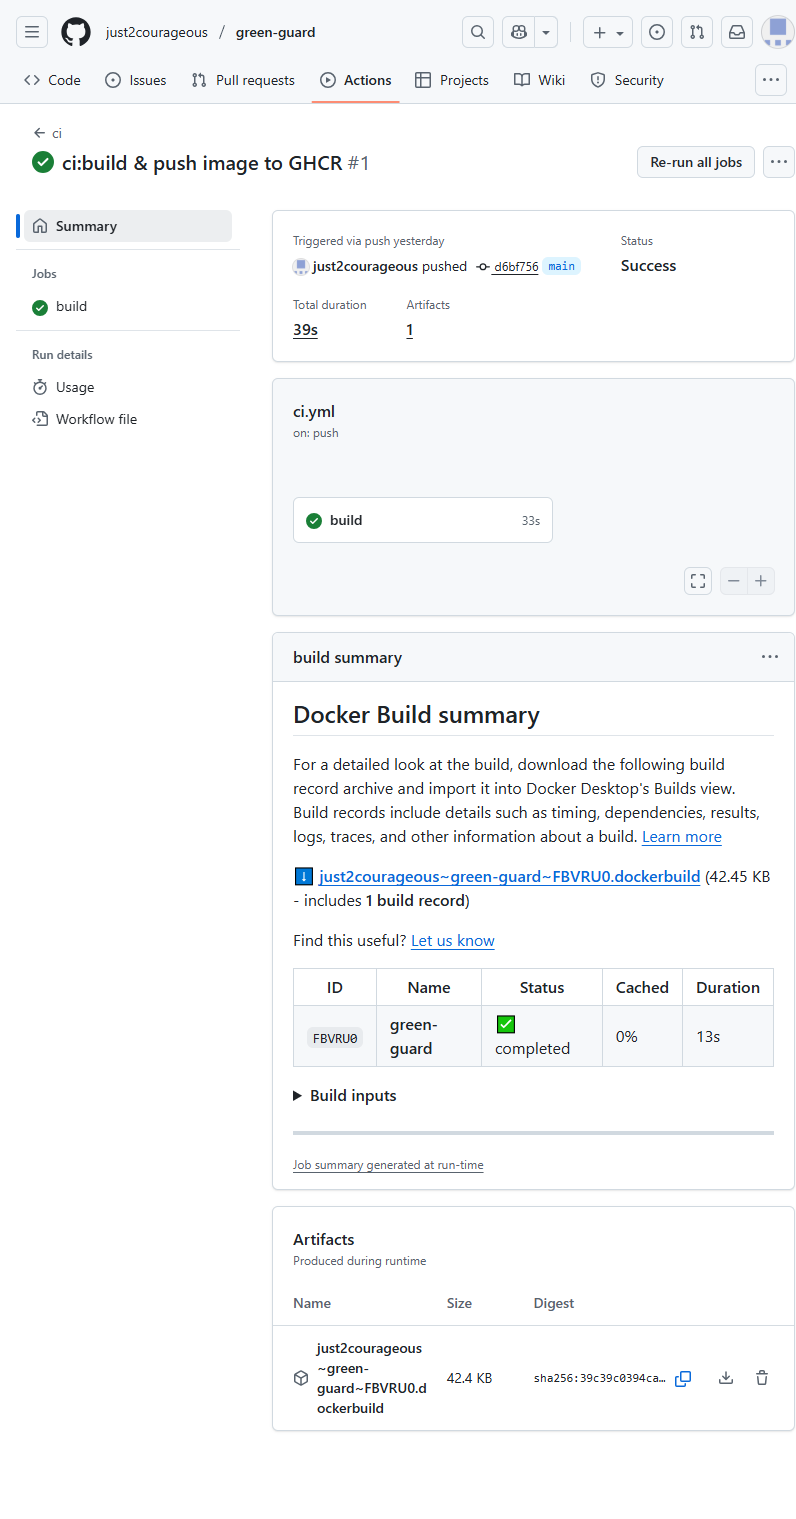 just2courageous / green-guard
Code Issues Pull requests Actions Projects Wiki Security
ci
ci:build & push image to GHCR #1
Re-run all jobs
Summary
Jobs
build
Run details
Usage
Workflow file
Triggered via push yesterday
just2courageous pushed d6bf756 main
Status
Success
Total duration
39s
Artifacts
1
ci.yml
on: push
build 33s
build summary
Docker Build summary
For a detailed look at the build, download the following build
record archive and import it into Docker Desktop's Builds view.
Build records include details such as timing, dependencies, results,
logs, traces, and other information about a build. Learn more
just2courageous~green-guard~FBVRU0.dockerbuild (42.45 KB
- includes 1 build record)
Find this useful? Let us know
ID Name Status Cached Duration
FBVRU0 green-guard completed 0% 13s
Build inputs
Job summary generated at run-time
Artifacts
Produced during runtime
Name Size Digest
just2courageous
~green-
guard~FBVRU0.d
ockerbuild
42.4 KB
sha256:39c39c0394ca…